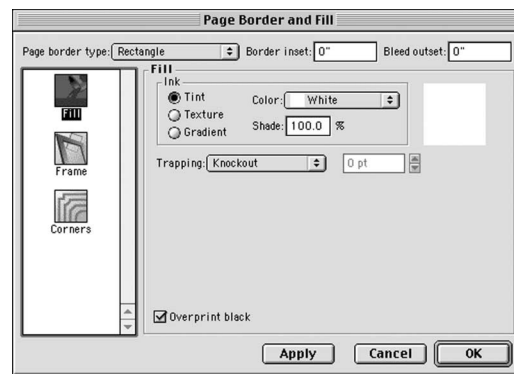 Page Border and Fill
Page border type: Rectangle Border inset: 0" Bleed outset: 0"
Fill
Fill
Ink
Tint
Color: White
Texture
Gradient
Shade: 100.0 %
Trapping: Knockout 0 pt
Frame
Corners
Overprint black
Apply Cancel OK